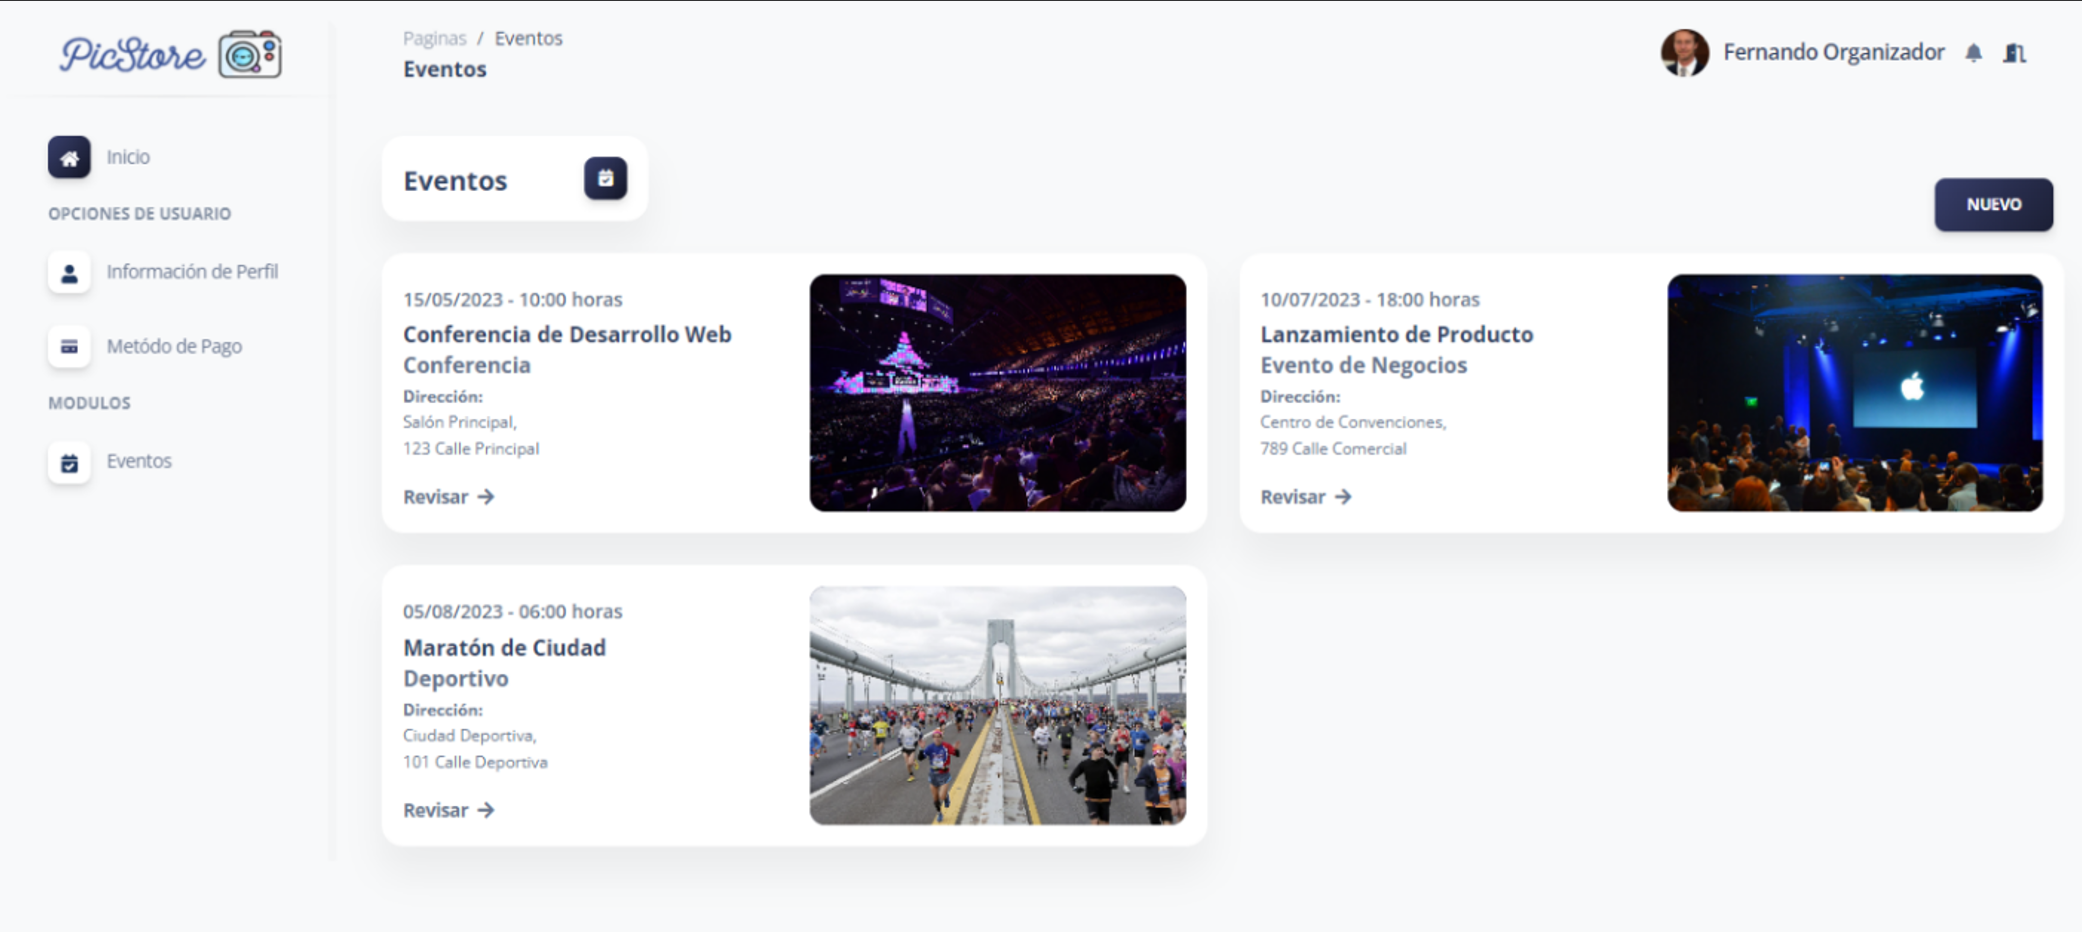 PicStore
Paginas / Eventos
Eventos
Fernando Organizador
Inicio
OPCIONES DE USUARIO
Información de Perfil
Metódo de Pago
MODULOS
Eventos
Eventos
NUEVO
15/05/2023 - 10:00 horas
Conferencia de Desarrollo Web
Conferencia
Dirección:
Salón Principal,
123 Calle Principal
Revisar →
10/07/2023 - 18:00 horas
Lanzamiento de Producto
Evento de Negocios
Dirección:
Centro de Convenciones,
789 Calle Comercial
Revisar →
05/08/2023 - 06:00 horas
Maratón de Ciudad
Deportivo
Dirección:
Ciudad Deportiva,
101 Calle Deportiva
Revisar →